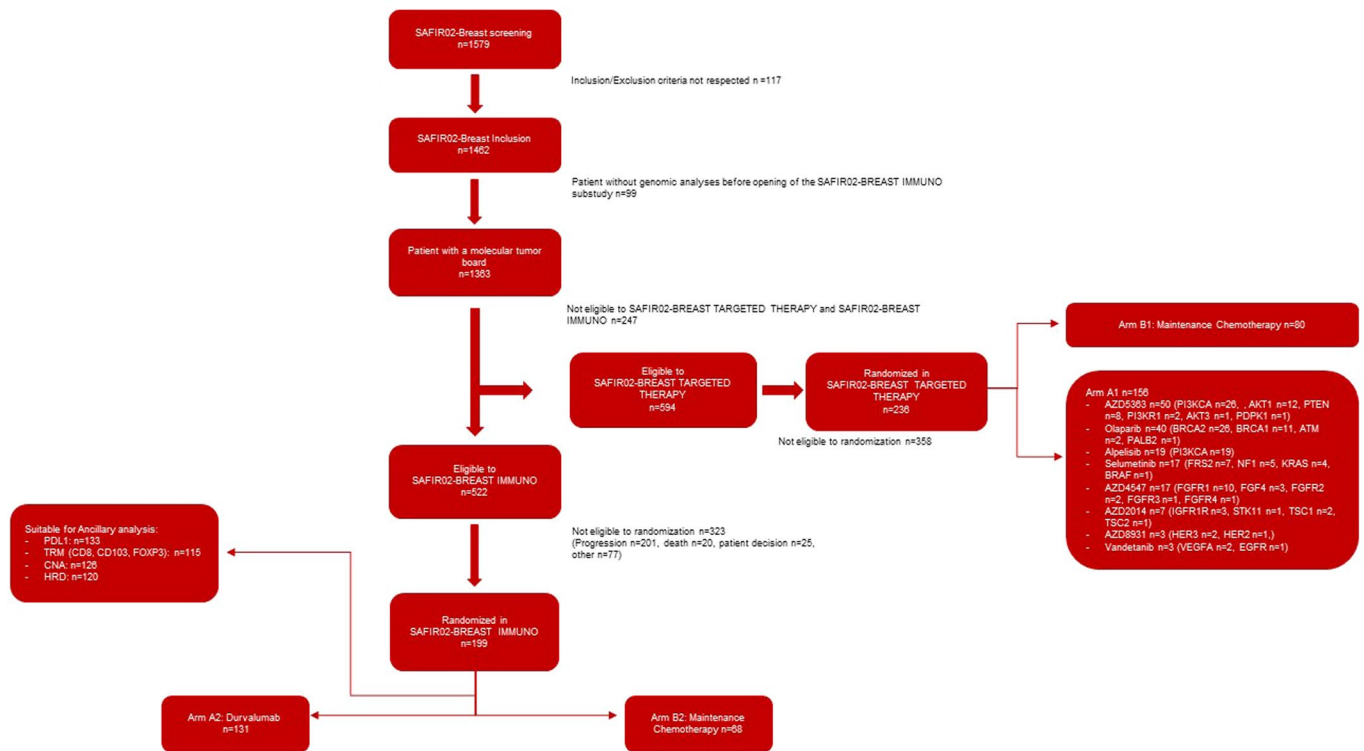 SAFIR02-Breast screening
n=1579
Inclusion/Exclusion criteria not respected n =117
SAFIR02-Breast Inclusion
n=1462
Patient without genomic analyses before opening of the SAFIR02-BREAST IMMUNO
substudy n=99
Patient with a molecular tumor
board
n=1363
Not eligible to SAFIR02-BREAST TARGETED THERAPY and SAFIR02-BREAST
IMMUNO n=247
Eligible to
SAFIR02-BREAST TARGETED
THERAPY
n=594
Randomized in
SAFIR02-BREAST TARGETED
THERAPY
n=236
Not eligible to randomization n=358
Arm B1: Maintenance Chemotherapy n=80
Arm A1 n=156
- AZD5363 n=50 (PI3KCA n=26, , AKT1 n=12, PTEN
n=8, PI3KR1 n=2, AKT3 n=1, PDPK1 n=1)
- Olaparib n=40 (BRCA2 n=26, BRCA1 n=11, ATM
n=2, PALB2 n=1)
- Alpelisib n=19 (PI3KCA n=19)
- Selumetinib n=17 (FRS2 n=7, NF1 n=5, KRAS n=4,
BRAF n=1)
- AZD4547 n=17 (FGFR1 n=10, FGF4 n=3, FGFR2
n=2, FGFR3 n=1, FGFR4 n=1)
- AZD2014 n=7 (IGFR1R n=3, STK11 n=1, TSC1 n=2,
TSC2 n=1)
- AZD8931 n=3 (HER3 n=2, HER2 n=1,)
- Vandetanib n=3 (VEGFA n=2, EGFR n=1)
Eligible to
SAFIR02-BREAST IMMUNO
n=522
Not eligible to randomization n=323
(Progression n=201, death n=20, patient decision n=25,
other n=77)
Suitable for Ancillary analysis:
- PDL1: n=133
- TRM (CD8, CD103, FOXP3): n=115
- CNA: n=126
- HRD: n=120
Randomized in
SAFIR02-BREAST IMMUNO
n=199
Arm A2: Durvalumab
n=131
Arm B2: Maintenance
Chemotherapy n=68